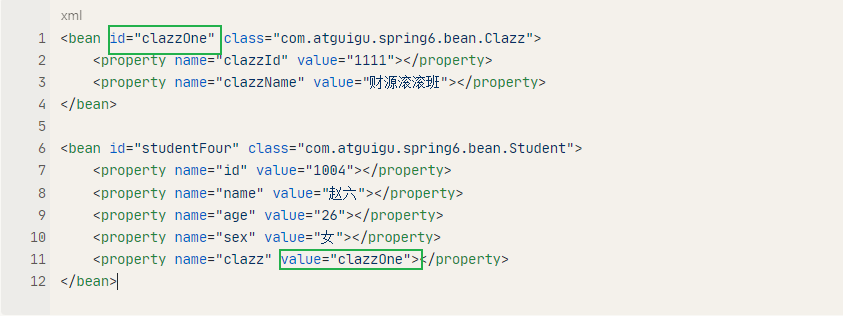 xml
1 <bean id="clazzOne" class="com.atguigu.spring6.bean.Clazz">
2     <property name="clazzId" value="1111"></property>
3     <property name="clazzName" value="财源滚滚班"></property>
4 </bean>
5
6 <bean id="studentFour" class="com.atguigu.spring6.bean.Student">
7     <property name="id" value="1004"></property>
8     <property name="name" value="赵六"></property>
9     <property name="age" value="26"></property>
10     <property name="sex" value="女"></property>
11     <property name="clazz" value="clazzOne"></property>
12 </bean>